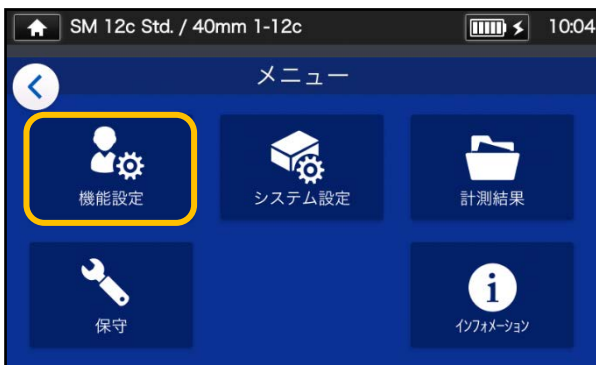 SM 12c Std. / 40mm 1-12c 10:04
メニュー
機能設定 システム設定 計測結果
保守 インフォメーション